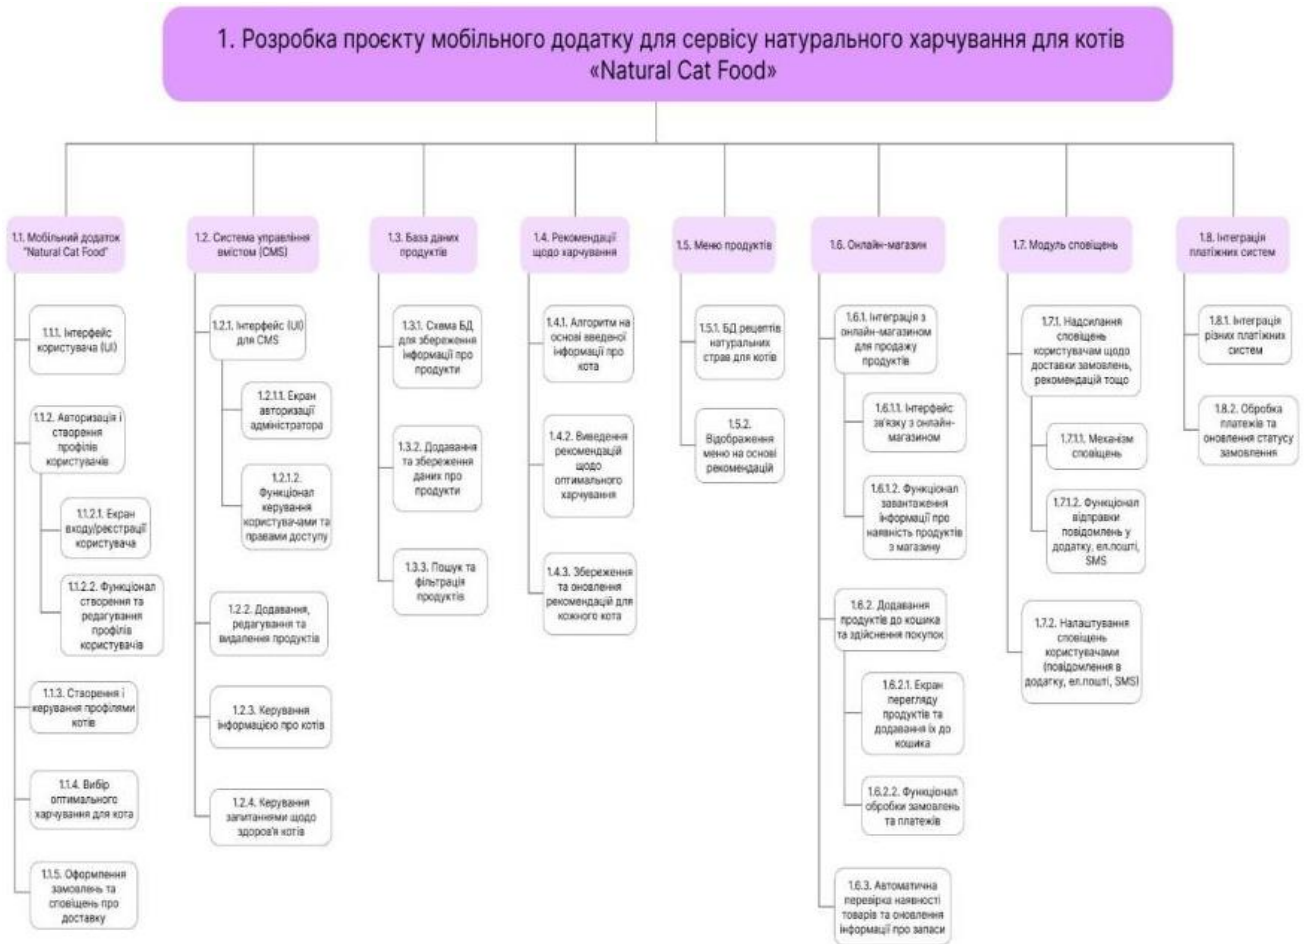 1. Розробка проєкту мобільного додатку для сервісу натурального харчування для котів
«Natural Cat Food»
1.1. Мобільний додаток
"Natural Cat Food"
1.1.1. Інтерфейс
користувача (UI)
1.1.2. Авторизація і
створення
профілів
користувачів
1.1.2.1. Екран
входу/реєстрації
користувача
1.1.2.2. Функціонал
створення та
редагування
профілів
користувачів
1.1.3. Створення і
керування профілями
котів
1.1.4. Вибір
оптимального
харчування для кота
1.1.5. Оформлення
замовлень та
сповіщень про
доставку
1.2. Система управління
вмістом (CMS)
1.2.1. Інтерфейс (UI)
для CMS
1.2.1.1. Екран
авторизації
адміністратора
1.2.1.2.
Функціонал
керування
користувачами та
правами доступу
1.2.2. Додавання,
редагування та
видалення продуктів
1.2.3. Керування
інформацією про котів
1.2.4. Керування
запитаннями щодо
здоров'я котів
1.3. База даних
продуктів
1.3.1. Схема БД
для збереження
інформації про
продукти
1.3.2. Додавання
та збереження
даних про
продукти
1.3.3. Пошук та
фільтрація
продуктів
1.4. Рекомендації
щодо харчування
1.4.1. Алгоритм на
основі введеної
інформації про
кота
1.4.2. Виведення
рекомендацій
щодо
оптимального
харчування
1.4.3. Збереження
та оновлення
рекомендацій для
кожного кота
1.5. Меню продуктів
1.5.1. БД рецептів
натуральних
страв для котів
1.5.2.
Відображення
меню на основі
рекомендацій
1.6. Онлайн-магазин
1.6.1. Інтеграція з
онлайн-магазином
для продажу
продуктів
1.6.1.1. Інтерфейс
зв'язку з онлайн-
магазином
1.6.1.2. Функціонал
завантаження
інформації про
наявність продуктів
з магазину
1.6.2. Додавання
продуктів до кошика
та здійснення покупок
1.6.2.1. Екран
перегляду
продуктів та
додавання їх до
кошика
1.6.2.2. Функціонал
обробки замовлень
та платежів
1.6.3. Автоматична
перевірка наявності
товарів та оновлення
інформації про запаси
1.7. Модуль сповіщень
1.7.1. Надсилання
сповіщень
користувачам щодо
доставки замовлень,
рекомендацій тощо
1.7.1.1. Механізм
сповіщень
1.7.1.2. Функціонал
відправки
повідомлень у
додатку, ел.пошті,
SMS
1.7.2. Налаштування
сповіщень
користувачами
(повідомлення в
додатку, ел.пошті, SMS)
1.8. Інтеграція
платіжних систем
1.8.1. Інтеграція
різних платіжних
систем
1.8.2. Обробка
платежів та
оновлення статусу
замовлення